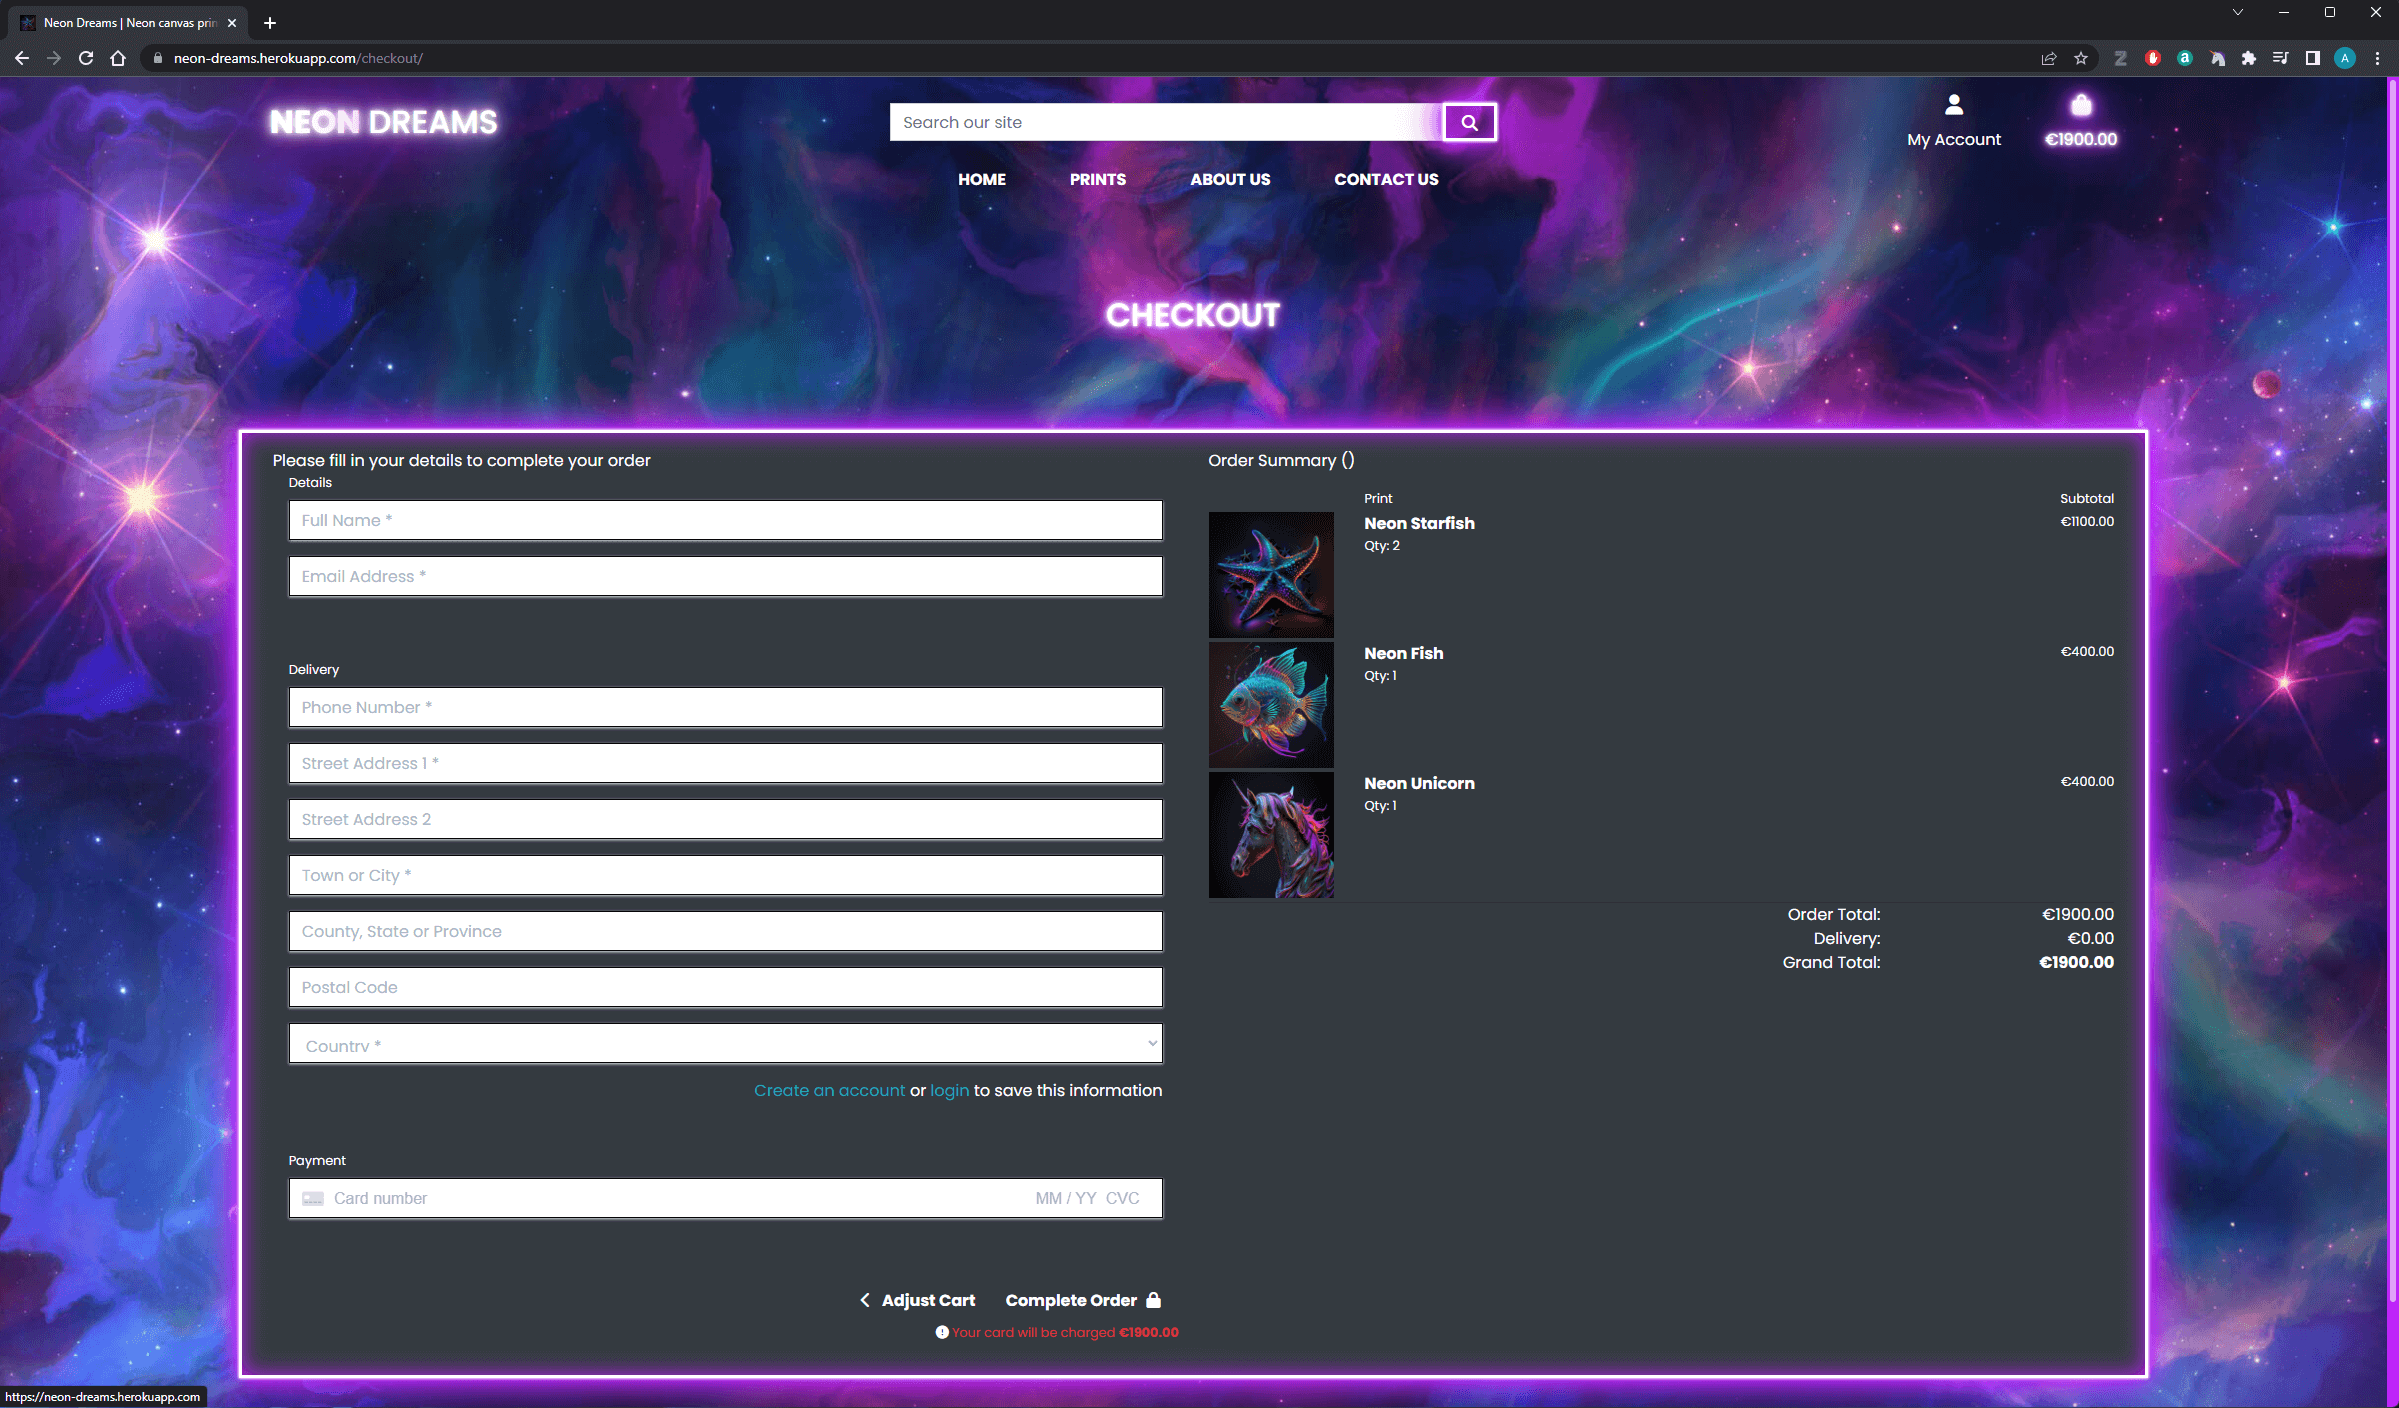 Neon Dreams | Neon canvas prin
neon-dreams.herokuapp.com/checkout/
NEON DREAMS
Search our site
My Account
€1900.00
HOME
PRINTS
ABOUT US
CONTACT US
CHECKOUT
Please fill in your details to complete your order
Details
Full Name *
Email Address *
Delivery
Phone Number *
Street Address 1 *
Street Address 2
Town or City *
County, State or Province
Postal Code
Country *
Create an account or login to save this information
Payment
Card number MM / YY CVC
Adjust Cart
Complete Order
Your card will be charged €1900.00
Order Summary ()
Print Subtotal
Neon Starfish €1100.00
Qty: 2
Neon Fish €400.00
Qty: 1
Neon Unicorn €400.00
Qty: 1
Order Total: €1900.00
Delivery: €0.00
Grand Total: €1900.00
https://neon-dreams.herokuapp.com